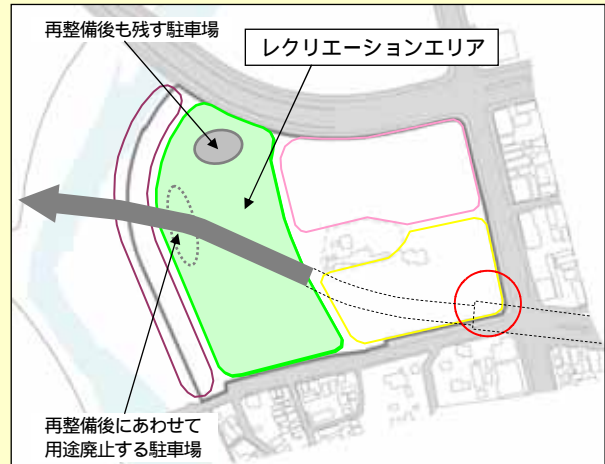 再整備後も残す駐車場
レクリエーションエリア
再整備後にあわせて
用途廃止する駐車場